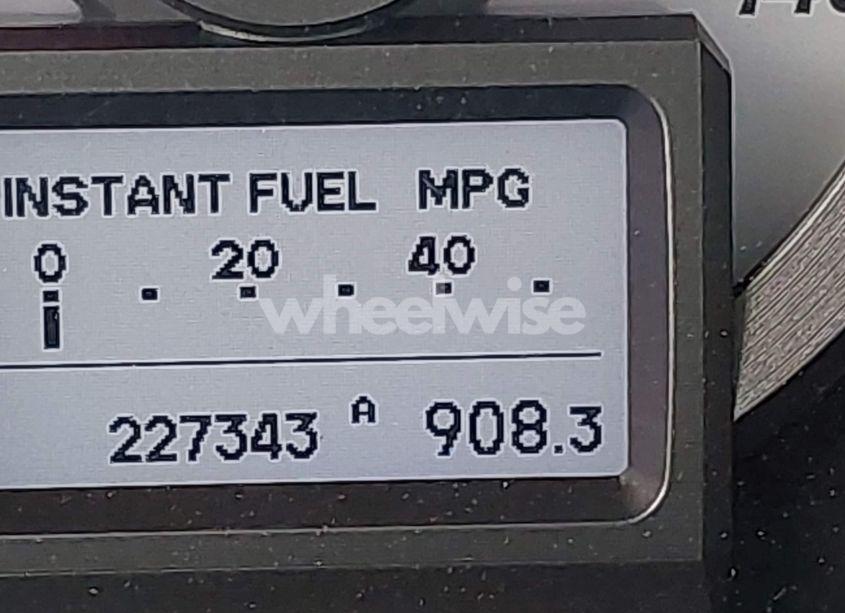 INSTANT FUEL MPG
0 20 40
wheelwise
227343 A 908.3